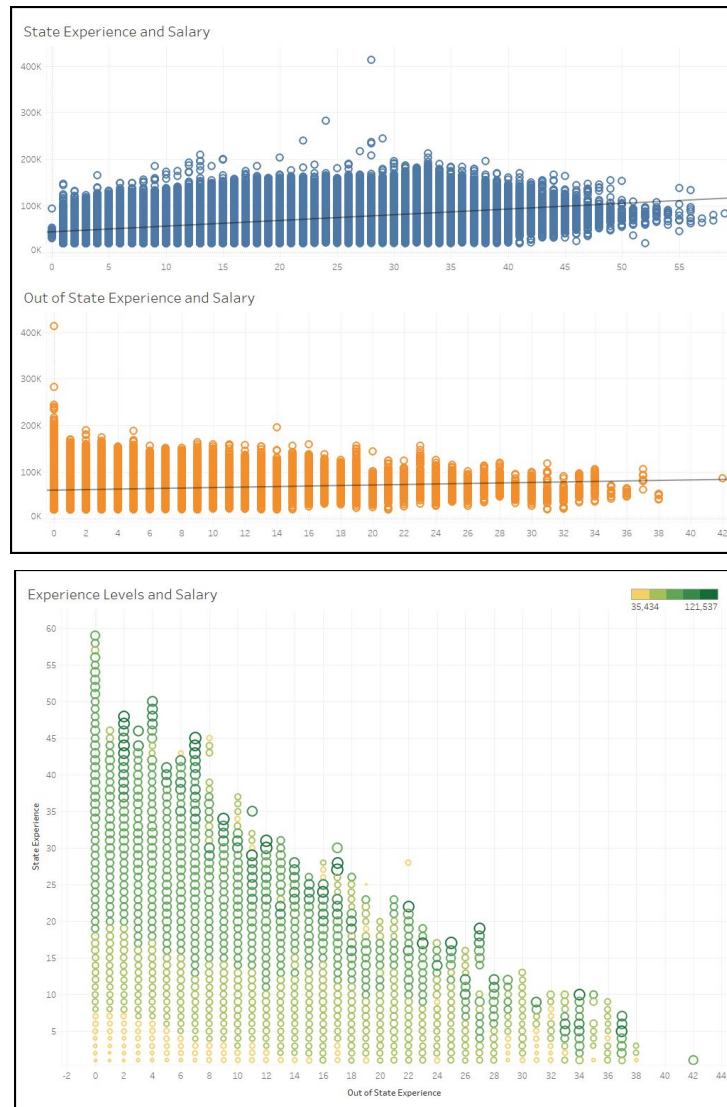 State Experience and Salary
400K
300K
200K
100K
0K
0 5 10 15 20 25 30 35 40 45 50 55
Out of State Experience and Salary
400K
300K
200K
100K
0K
0 2 4 6 8 10 12 14 16 18 20 22 24 26 28 30 32 34 36 38 40 42
Experience Levels and Salary
35,434 121,537
60
55
50
45
40
35
30
25
20
15
10
5
State Experience
-2 0 2 4 6 8 10 12 14 16 18 20 22 24 26 28 30 32 34 36 38 40 42 44
Out of State Experience